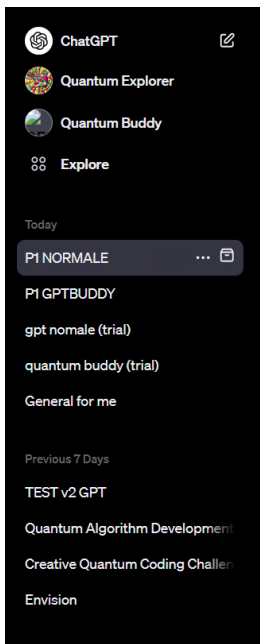 ChatGPT
Quantum Explorer
Quantum Buddy
Explore
Today
P1 NORMALE
P1 GPTBUDDY
gpt nomale (trial)
quantum buddy (trial)
General for me
Previous 7 Days
TEST v2 GPT
Quantum Algorithm Development
Creative Quantum Coding Challen
Envision